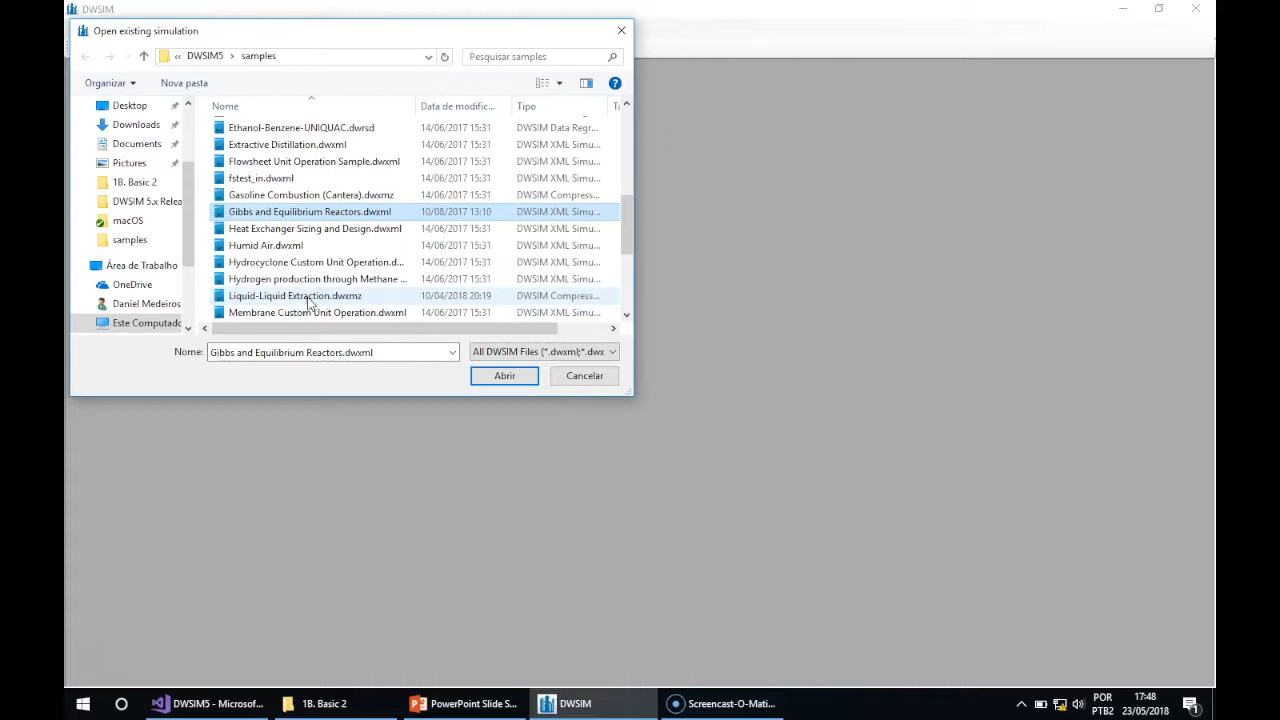 DWSIM
Open existing simulation
« DWSIM5 > samples
Pesquisar samples
Organizar
Nova pasta
Nome
Data de modific...
Tipo
Desktop
Downloads
Documents
Pictures
1B. Basic 2
DWSIM 5.x Relea
macOS
samples
Área de Trabalho
OneDrive
Daniel Medeiros
Este Computado
Ethanol-Benzene-UNIQUAC.dwrsd 14/06/2017 15:31 DWSIM Data Regr...
Extractive Distillation.dwxml 14/06/2017 15:31 DWSIM XML Simu...
Flowsheet Unit Operation Sample.dwxml 14/06/2017 15:31 DWSIM XML Simu...
fstest_in.dwxml 14/06/2017 15:31 DWSIM XML Simu...
Gasoline Combustion (Cantera).dwxmz 14/06/2017 15:31 DWSIM Compress...
Gibbs and Equilibrium Reactors.dwxml 10/08/2017 13:10 DWSIM XML Simu...
Heat Exchanger Sizing and Design.dwxml 14/06/2017 15:31 DWSIM XML Simu...
Humid Air.dwxml 14/06/2017 15:31 DWSIM XML Simu...
Hydrocyclone Custom Unit Operation.d... 14/06/2017 15:31 DWSIM XML Simu...
Hydrogen production through Methane ... 14/06/2017 15:31 DWSIM XML Simu...
Liquid-Liquid Extraction.dwxmz 10/04/2018 20:19 DWSIM Compress...
Membrane Custom Unit Operation.dwxml 14/06/2017 15:31 DWSIM XML Simu...
Nome: Gibbs and Equilibrium Reactors.dwxml
All DWSIM Files (*.dwxml;*.dwx
Abrir
Cancelar
DWSIM5 - Microsof...
1B. Basic 2
PowerPoint Slide S...
DWSIM
Screencast-O-Mati...
POR
PTB2
17:48
23/05/2018
1